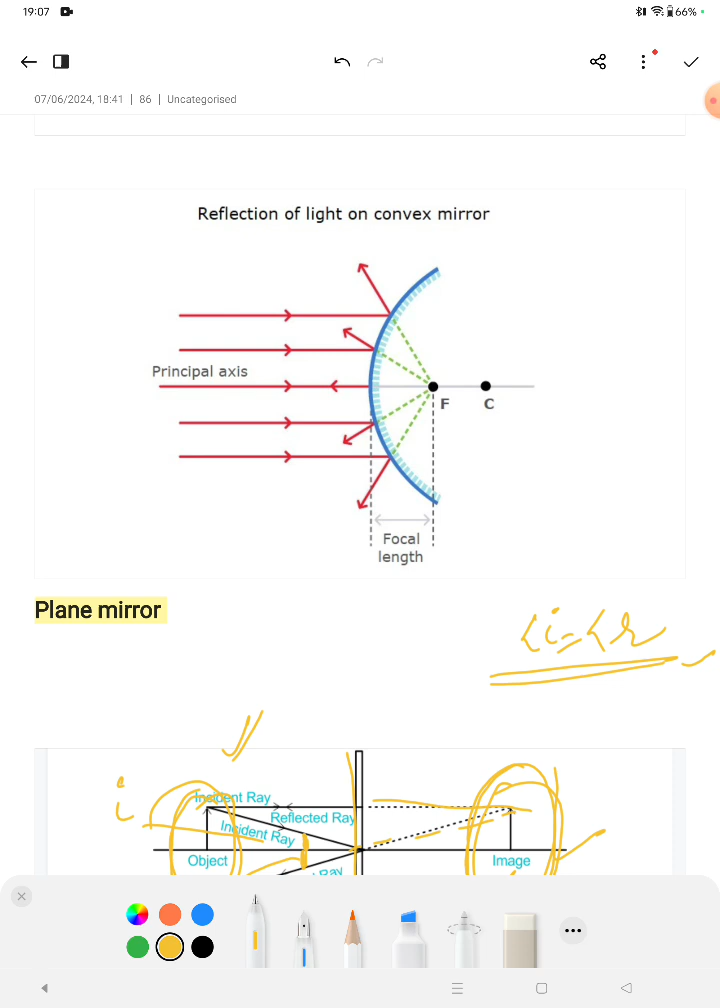 19:07
66%
07/06/2024, 18:41 | 86 | Uncategorised
Reflection of light on convex mirror
Principal axis
F
C
Focal
length
Plane mirror
∠i=∠r
i
Incident Ray
Reflected Ray
Incident Ray
Object
Image
Ray